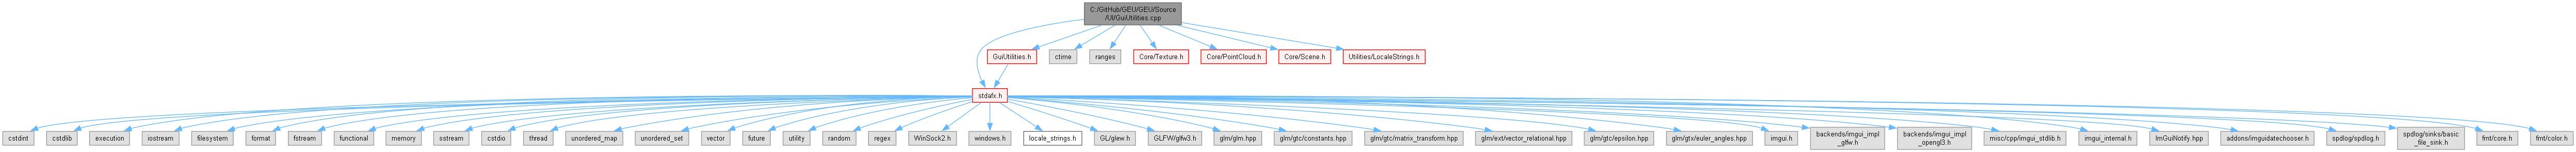 C:/GitHub/GEU/GEU/Source
/UI/GuiUtilities.cpp
GuiUtilities.h
ctime
ranges
Core/Texture.h
Core/PointCloud.h
Core/Scene.h
Utilities/LocaleStrings.h
stdafx.h
cstdint
cstdlib
execution
iostream
filesystem
format
fstream
functional
memory
sstream
cstdio
thread
unordered_map
unordered_set
vector
future
utility
random
regex
WinSock2.h
windows.h
locale_strings.h
GL/glew.h
GLFW/glfw3.h
glm/glm.hpp
glm/gtc/constants.hpp
glm/gtc/matrix_transform.hpp
glm/ext/vector_relational.hpp
glm/gtc/epsilon.hpp
glm/gtx/euler_angles.hpp
imgui.h
backends/imgui_impl
_glfw.h
backends/imgui_impl
_opengl3.h
misc/cpp/imgui_stdlib.h
imgui_internal.h
ImGuiNotify.hpp
addons/imguidatechooser.h
spdlog/spdlog.h
spdlog/sinks/basic
_file_sink.h
fmt/core.h
fmt/color.h